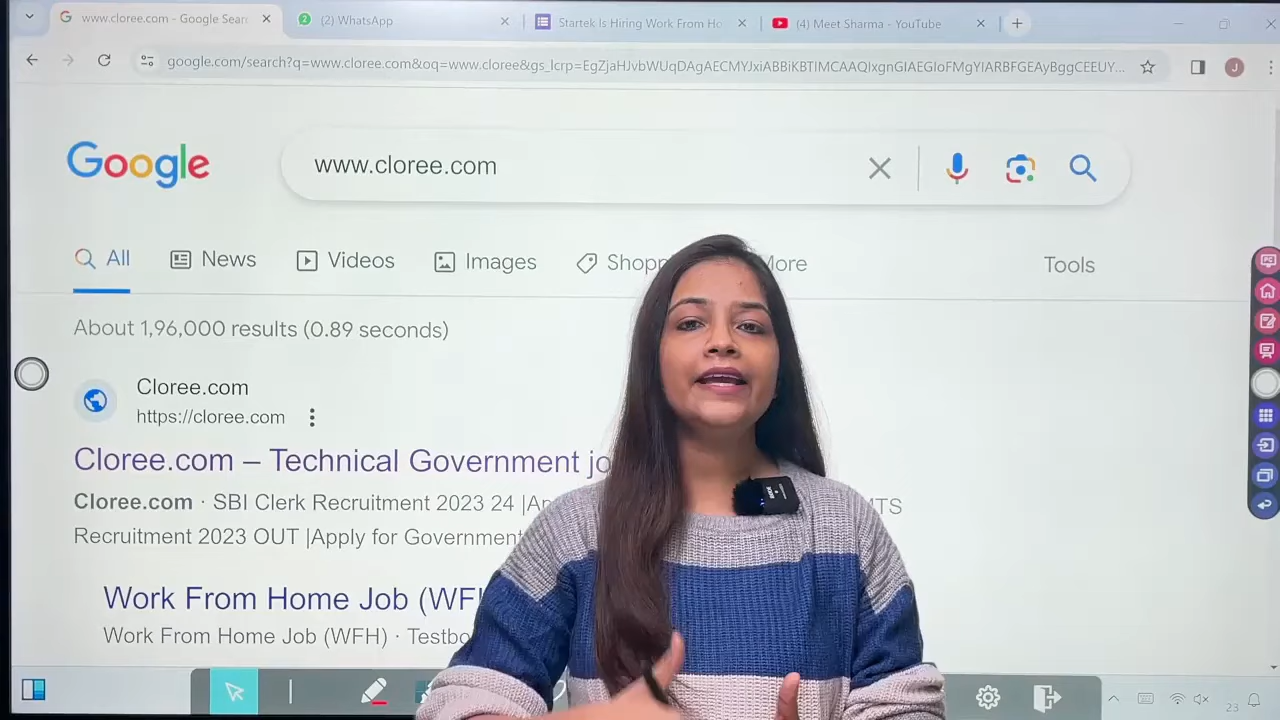 www.cloree.com - Google Sear
(2) WhatsApp
Startek Is Hiring Work From Ho
(4) Meet Sharma - YouTube
google.com/search?q=www.cloree.com&oq=www.cloree&gs_lcrp=
J
Google
www.cloree.com
All
News
Videos
Images
Shopp
More
Tools
About 1,96,000 results (0.89 seconds)
Cloree.com
https://cloree.com
Cloree.com – Technical Government jo
Cloree.com · SBI Clerk Recruitment 2023 24 |Ap
MTS
Recruitment 2023 OUT |Apply for Government
Work From Home Job (WF
Work From Home Job (WFH) · Testbo
23